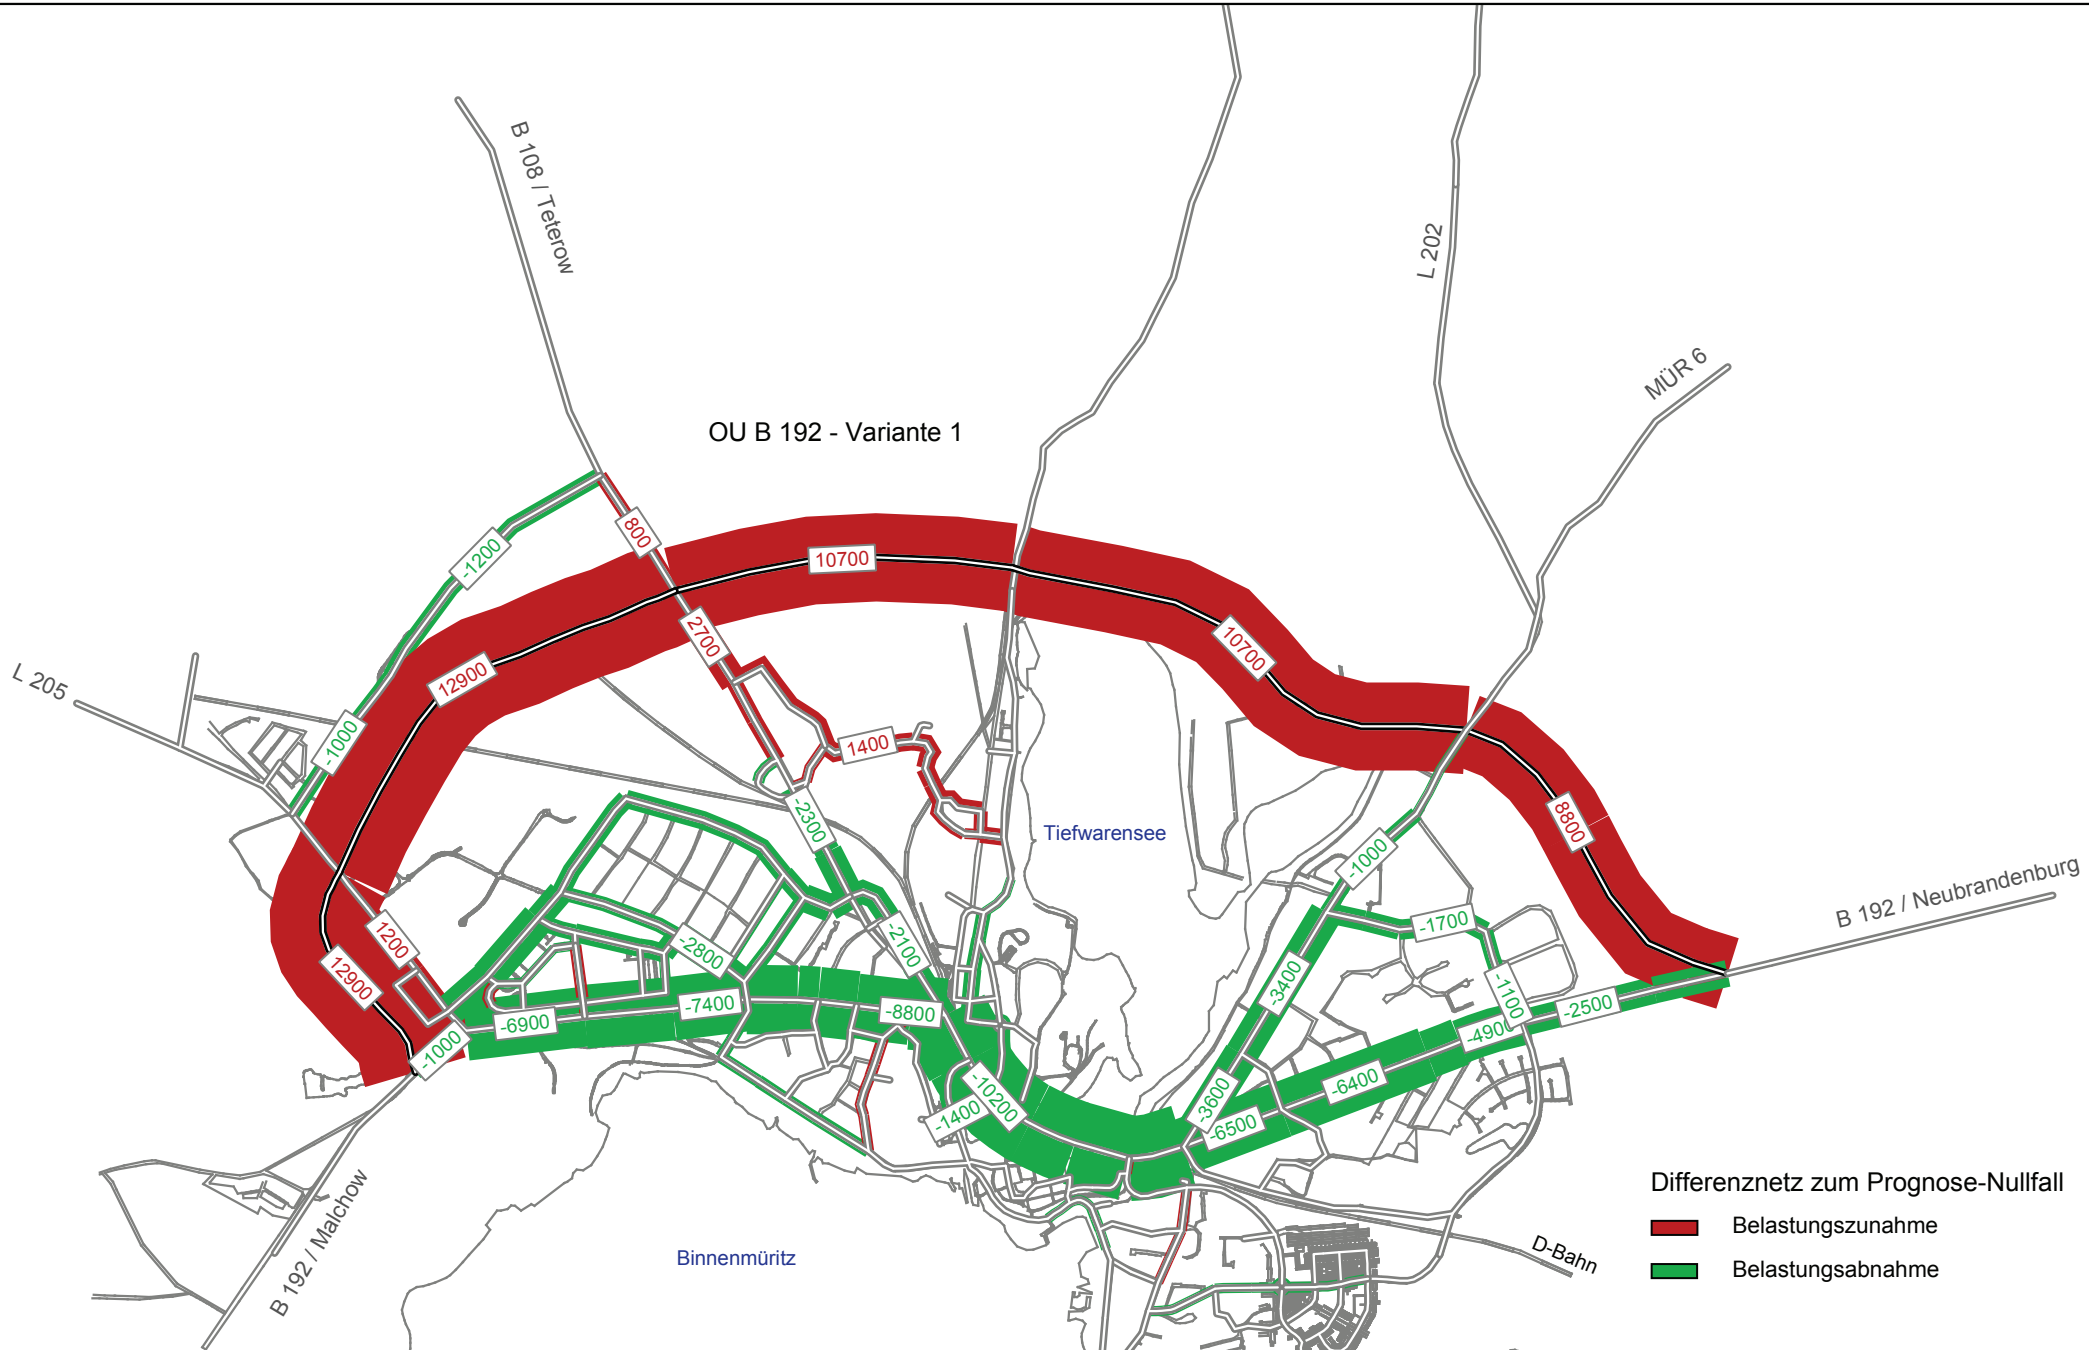 B 108 / Teterow
L 202
MÜR 6
OU B 192 - Variante 1
800
-1200
10700
2700
10700
12900
L 205
-1000
1400
-2300
Tiefwarensee
8800
-1000
B 192 / Neubrandenburg
1200
-1700
-2800
-2100
12900
-3400
-1100
-7400
-2500
-8800
-6900
-4900
-1000
-6400
-10200
-3600
-1400
-6500
B 192 / Malchow
Binnenmüritz
D-Bahn
Differenznetz zum Prognose-Nullfall
Belastungszunahme
Belastungsabnahme